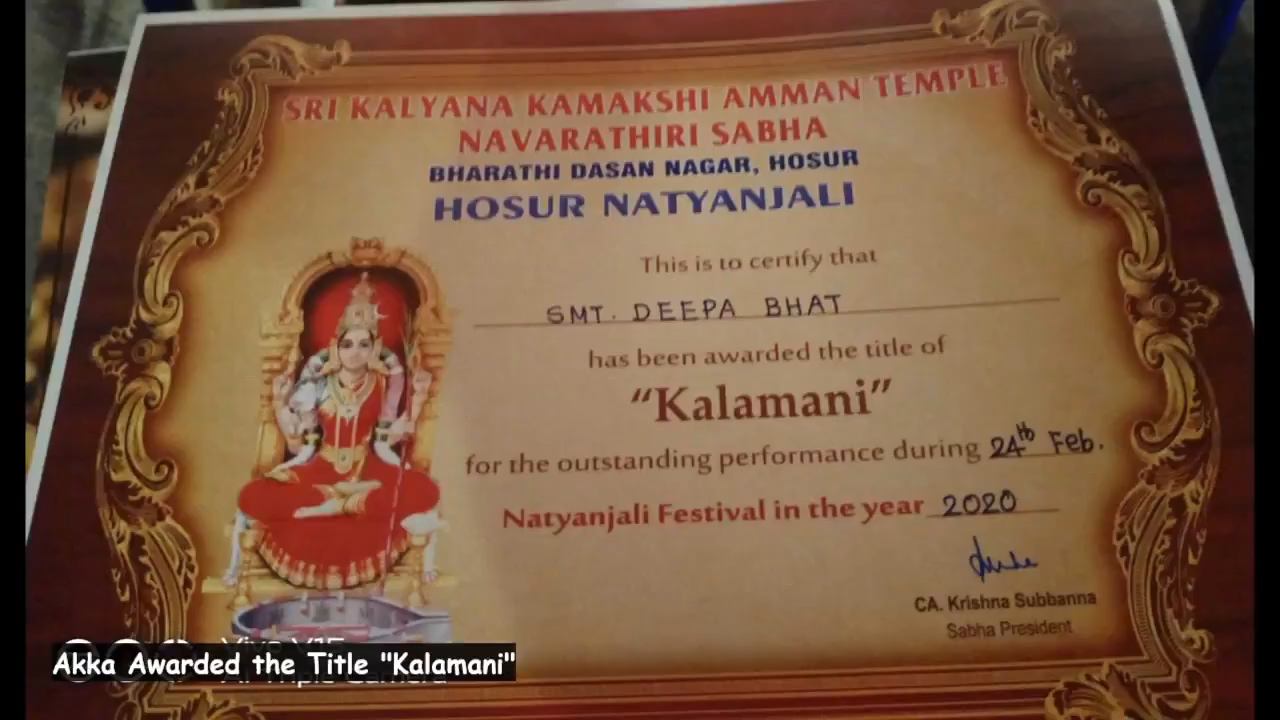 SRI KALYANA KAMAKSHI AMMAN TEMPLE
NAVARATHIRI SABHA
BHARATHI DASAN NAGAR, HOSUR
HOSUR NATYANJALI
This is to certify that
SMT. DEEPA BHAT
has been awarded the title of
“Kalamani”
for the outstanding performance during 24th Feb.
Natyanjali Festival in the year 2020
CA. Krishna Subbanna
Sabha President
Akka Awarded the Title "Kalamani"